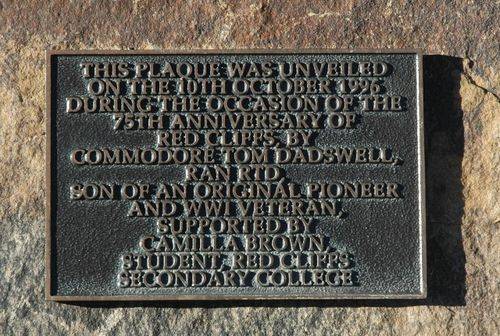 THIS PLAQUE WAS UNVEILED
ON THE 10TH OCTOBER 1996
DURING THE OCCASION OF THE
75TH ANNIVERSARY OF
RED CLIFFS, BY
COMMODORE TOM DADSWELL,
RAN RTD,
SON OF AN ORIGINAL PIONEER
AND WWI VETERAN,
SUPPORTED BY
CAMILLA BROWN,
STUDENT, RED CLIFFS
SECONDARY COLLEGE